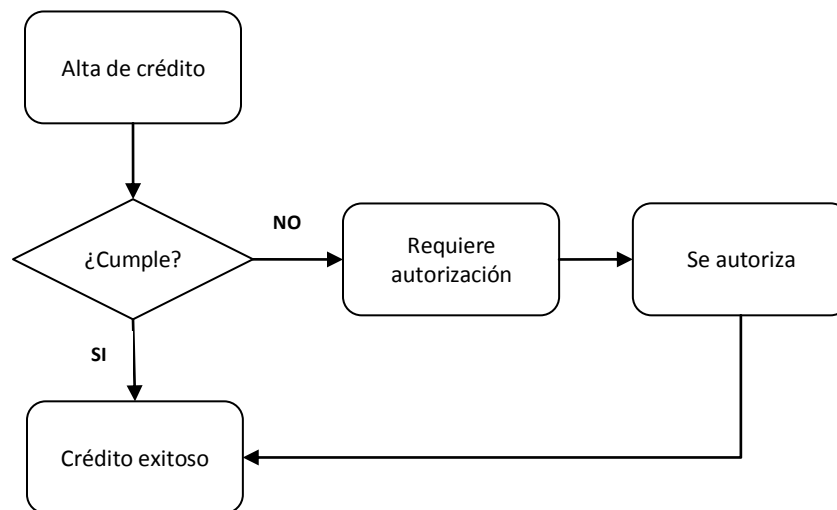 Alta de crédito
¿Cumple?
NO
Requiere
autorización
Se autoriza
SI
Crédito exitoso